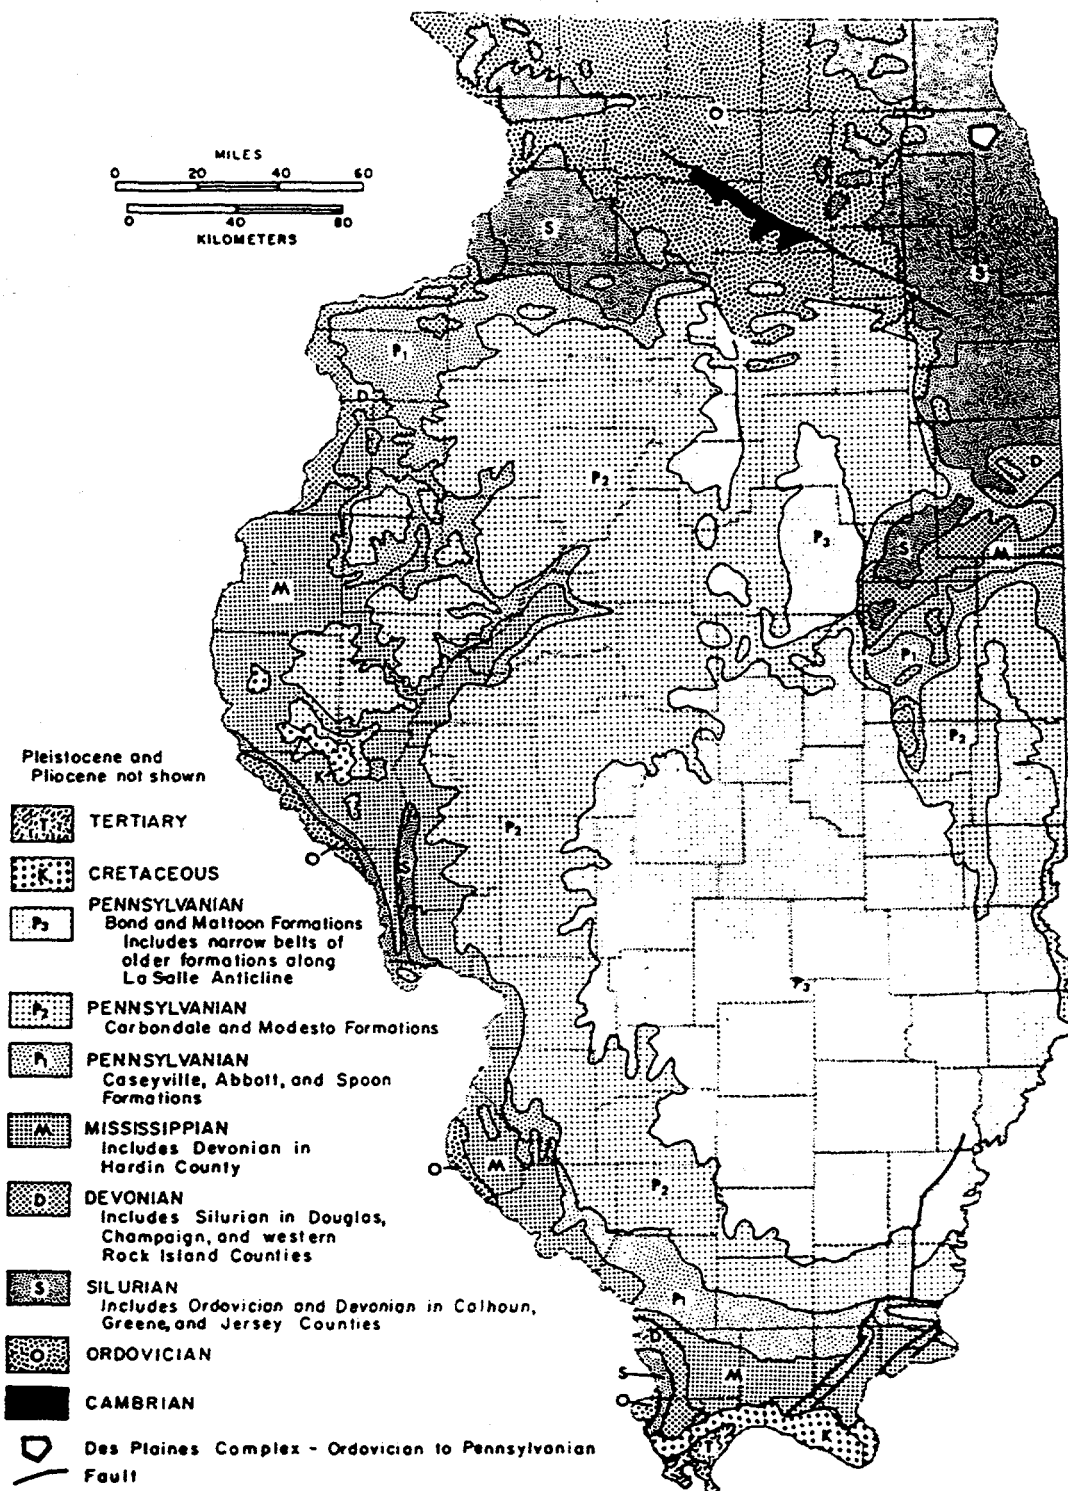 MILES
0 20 40 60
0 40 80
KILOMETERS
O
S
S
P1
D
D
P2
P3
S
M
M
P1
P2
K
P2
O
S
P3
M
O
P2
P1
D
S
M
O
K
T
Pleistocene and
Pliocene not shown
T TERTIARY
K CRETACEOUS
P3 PENNSYLVANIAN
Bond and Mattoon Formations
Includes narrow belts of
older formations along
La Salle Anticline
P2 PENNSYLVANIAN
Carbondale and Modesto Formations
P1 PENNSYLVANIAN
Caseyville, Abbott, and Spoon
Formations
M MISSISSIPPIAN
Includes Devonian in
Hardin County
D DEVONIAN
Includes Silurian in Douglas,
Champaign, and western
Rock Island Counties
S SILURIAN
Includes Ordovician and Devonian in Calhoun,
Greene, and Jersey Counties
O ORDOVICIAN
CAMBRIAN
Des Plaines Complex - Ordovician to Pennsylvanian
Fault